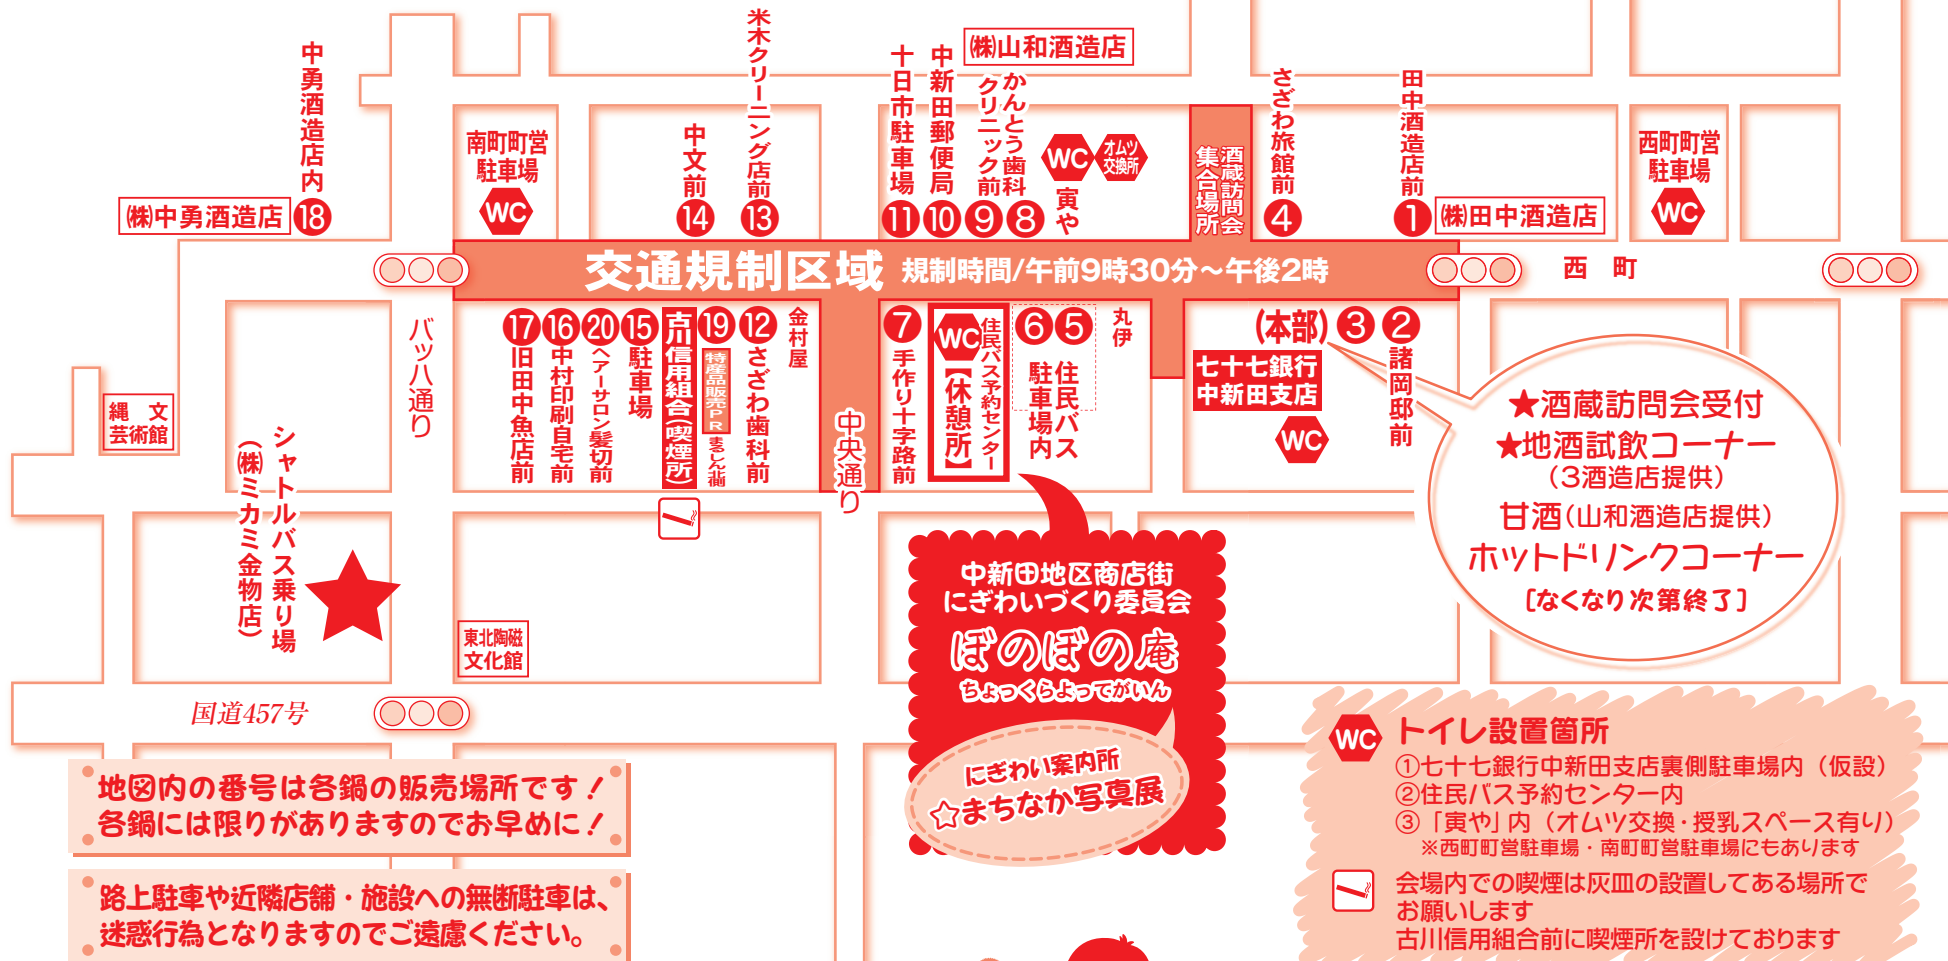 中勇酒造店内
⑱
㈱中勇酒造店
南町町営
駐車場
WC
中文前
⑭
米木クリーニング店前
⑬
十日市駐車場
⑪
中新田郵便局
⑩
㈱山和酒造店
かんとう歯科
クリニック前
⑨
⑧
WC
オムツ
交換所
寅や
酒蔵訪問会
集合場所
さざわ旅館前
④
田中酒造店前
①
㈱田中酒造店
西町町営
駐車場
WC
交通規制区域 規制時間/午前9時30分～午後2時
西 町
バッハ通り
⑰
旧田中魚店前
⑯
中村印刷自宅前
⑳
ヘアーサロン髪切前
⑮
駐車場
古川信用組合(喫煙所)
⑲
特産品販売PR
まるしん北側
⑫
さざわ歯科前
金村屋
中央通り
⑦
手作り十字路前
WC
住民バス予約センター
【休憩所】
⑥
⑤
住民バス
駐車場内
丸伊
(本部)
③
②
諸岡邸前
七十七銀行
中新田支店
WC
★酒蔵訪問会受付
★地酒試飲コーナー
(3酒造店提供)
甘酒(山和酒造店提供)
ホットドリンクコーナー
[なくなり次第終了]
縄 文
芸術館
シャトルバス乗り場
(㈱ミカミ金物店)
東北陶磁
文化館
国道457号
中新田地区商店街
にぎわいづくり委員会
ぼのぼの庵
ちょっくらよってがいん
にぎわい案内所
☆まちなか写真展
地図内の番号は各鍋の販売場所です！
各鍋には限りがありますのでお早めに！
路上駐車や近隣店舗・施設への無断駐車は、
迷惑行為となりますのでご遠慮ください。
WC トイレ設置箇所
①七十七銀行中新田支店裏側駐車場内（仮設）
②住民バス予約センター内
③「寅や」内（オムツ交換・授乳スペース有り）
※西町町営駐車場・南町町営駐車場にもあります
会場内での喫煙は灰皿の設置してある場所で
お願いします
古川信用組合前に喫煙所を設けております